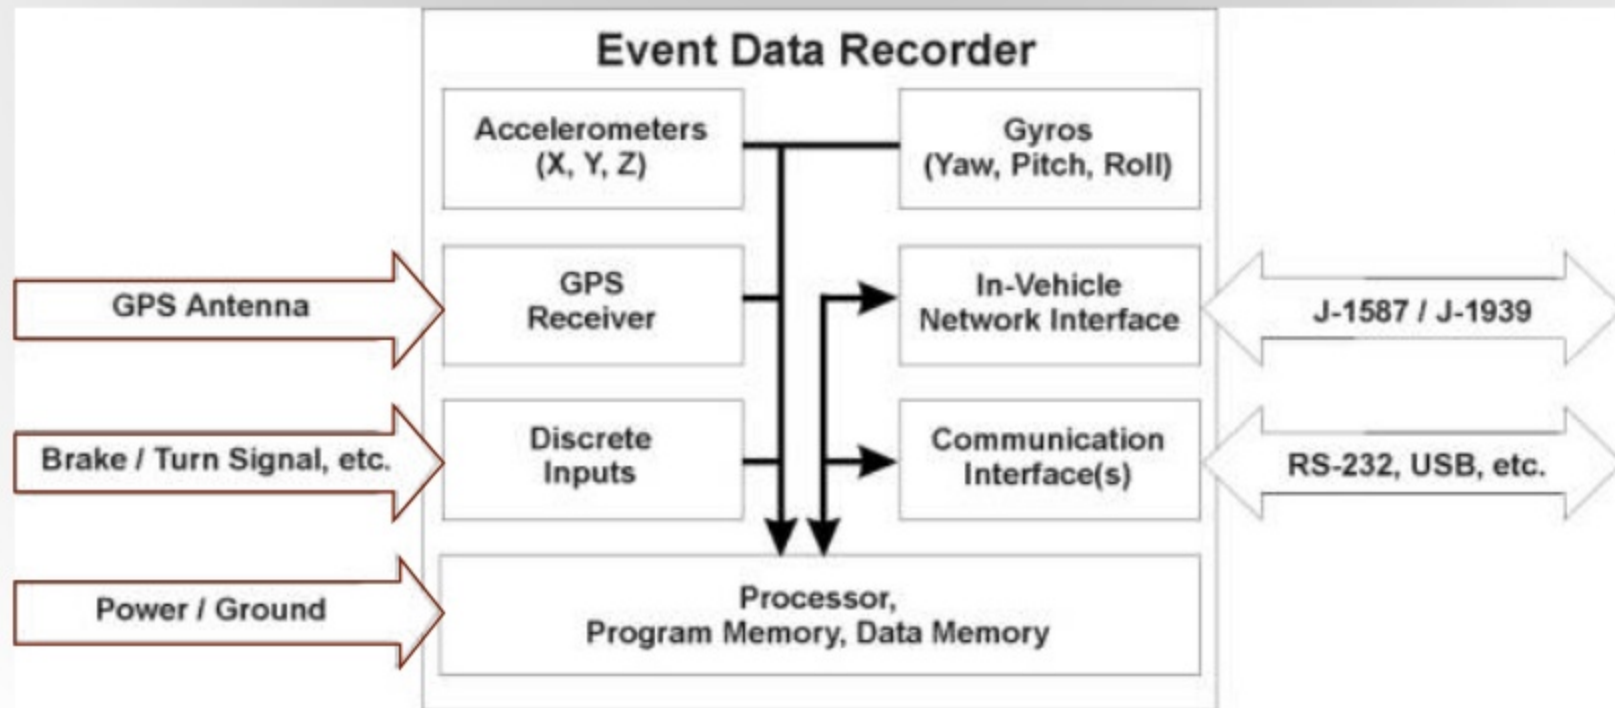 Event Data Recorder
Accelerometers
(X, Y, Z)
Gyros
(Yaw, Pitch, Roll)
GPS Antenna
GPS
Receiver
In-Vehicle
Network Interface
J-1587 / J-1939
Brake / Turn Signal, etc.
Discrete
Inputs
Communication
Interface(s)
RS-232, USB, etc.
Power / Ground
Processor,
Program Memory, Data Memory